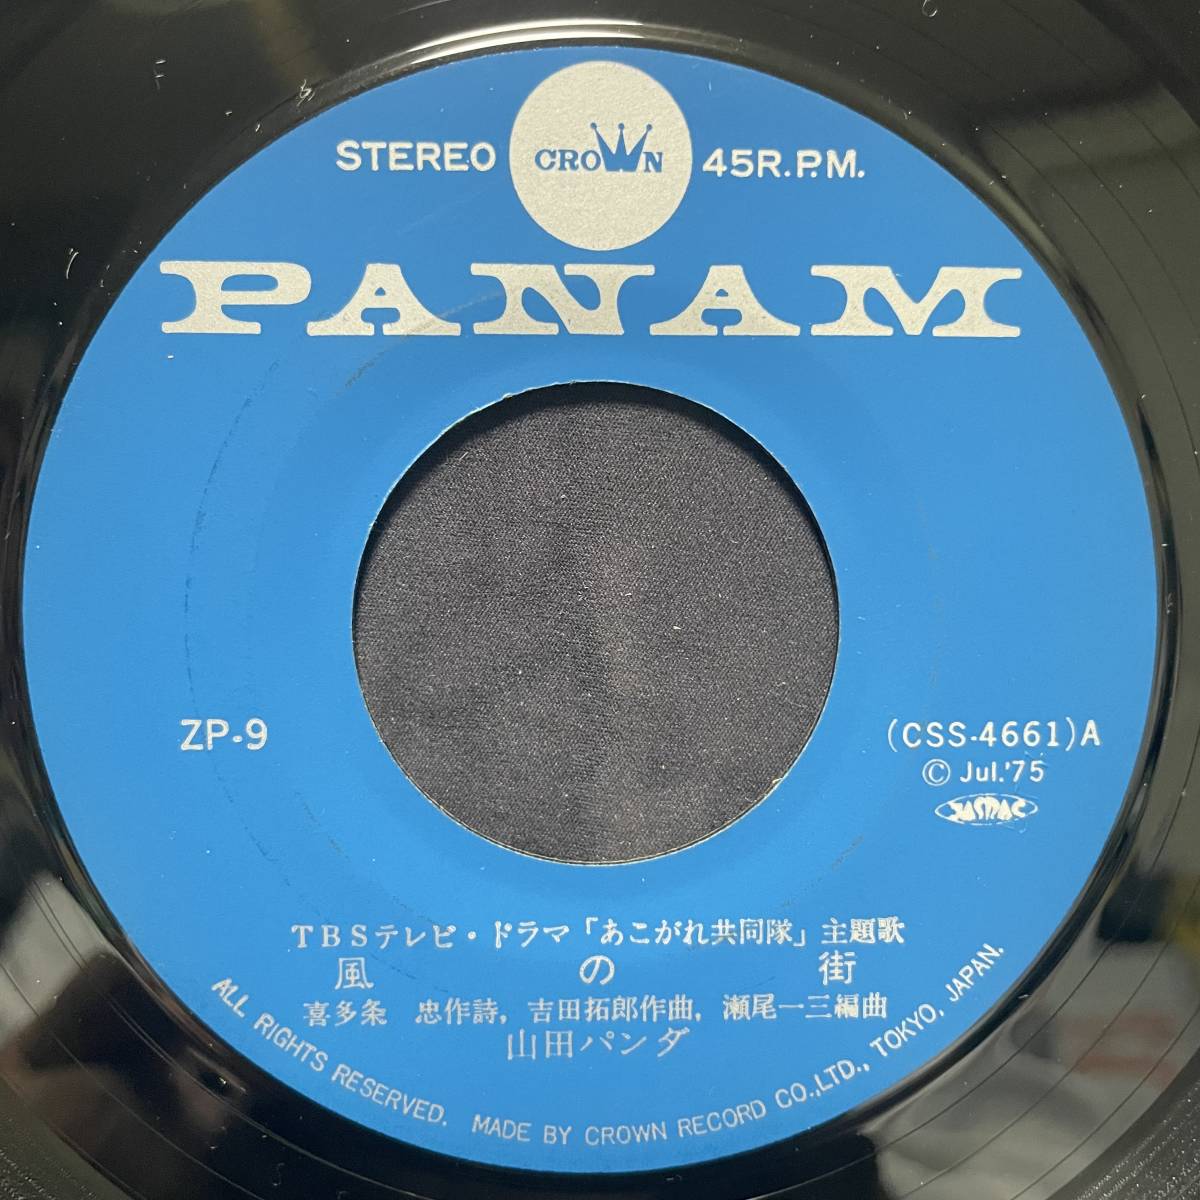 STEREO CROWN 45R.P.M.
PANAM
ZP-9
(CSS-4661)A
© Jul.'75
JASRAC
TBSテレビ・ドラマ「あこがれ共同隊」主題歌
風の街
喜多条 忠作詩, 吉田拓郎作曲, 瀬尾一三編曲
山田パンダ
ALL RIGHTS RESERVED. MADE BY CROWN RECORD CO.,LTD., TOKYO, JAPAN.